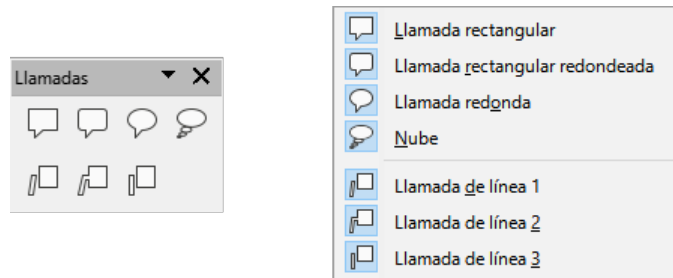 Llamadas
Llamada rectangular
Llamada rectangular redondeada
Llamada redonda
Nube
Llamada de línea 1
Llamada de línea 2
Llamada de línea 3